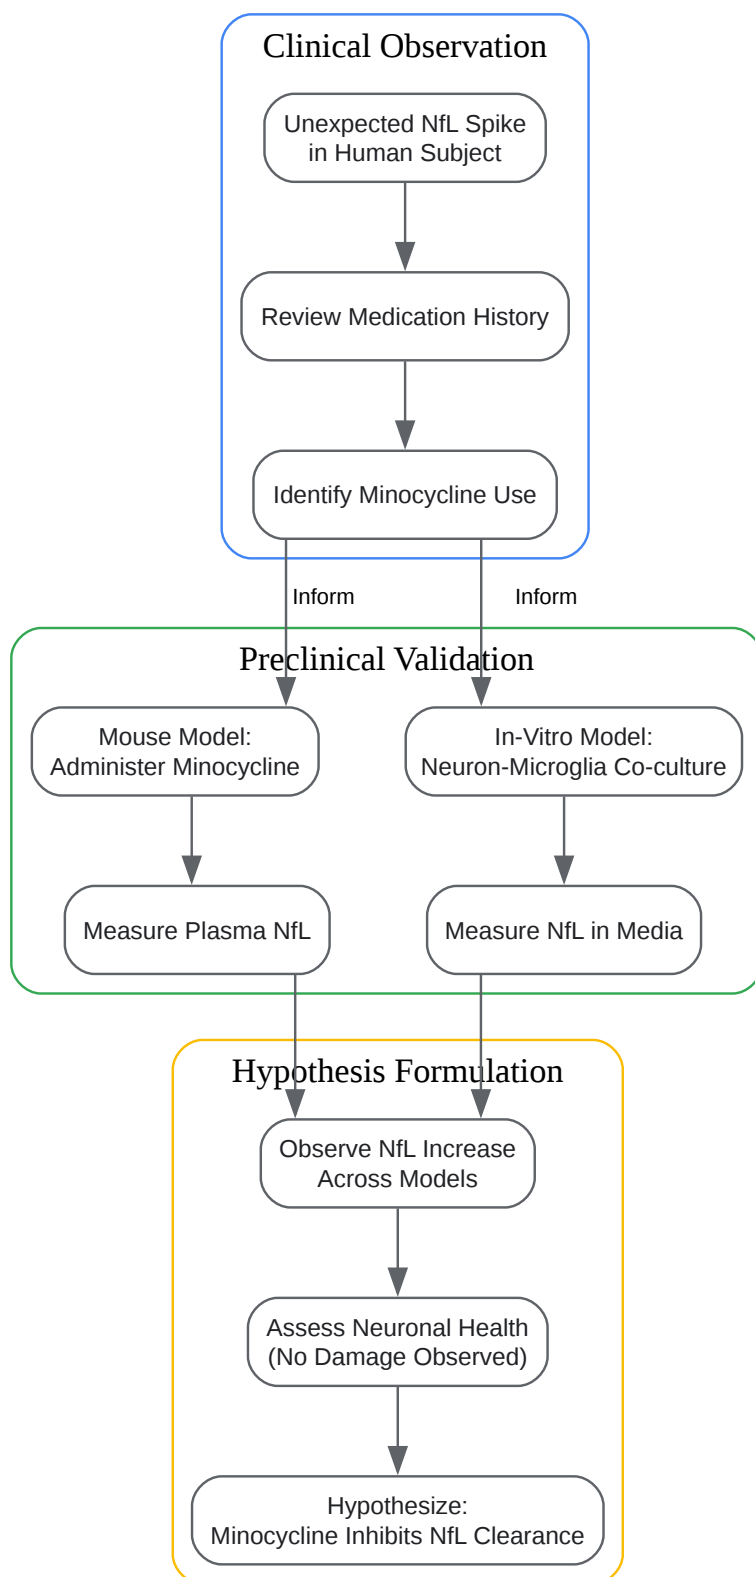 Clinical Observation
Unexpected NfL Spike
in Human Subject
Review Medication History
Identify Minocycline Use
Inform
Inform
Preclinical Validation
Mouse Model:
Administer Minocycline
In-Vitro Model:
Neuron-Microglia Co-culture
Measure Plasma NfL
Measure NfL in Media
Hypothesis Formulation
Observe NfL Increase
Across Models
Assess Neuronal Health
(No Damage Observed)
Hypothesize:
Minocycline Inhibits NfL Clearance